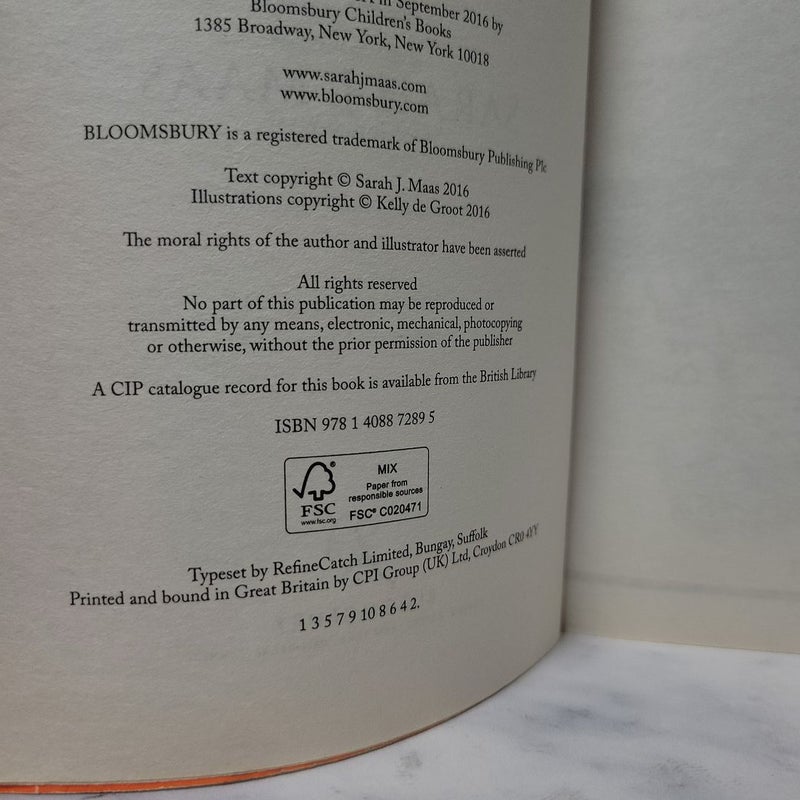 in September 2016 by
Bloomsbury Children's Books
1385 Broadway, New York, New York 10018
www.sarahjmaas.com
www.bloomsbury.com
BLOOMSBURY is a registered trademark of Bloomsbury Publishing Plc
Text copyright © Sarah J. Maas 2016
Illustrations copyright © Kelly de Groot 2016
The moral rights of the author and illustrator have been asserted
All rights reserved
No part of this publication may be reproduced or
transmitted by any means, electronic, mechanical, photocopying
or otherwise, without the prior permission of the publisher
A CIP catalogue record for this book is available from the British Library
ISBN 978 1 4088 7289 5
FSC®
www.fsc.org
MIX
Paper from
responsible sources
FSC® C020471
Typeset by RefineCatch Limited, Bungay, Suffolk
Printed and bound in Great Britain by CPI Group (UK) Ltd, Croydon CR0 4YY
1 3 5 7 9 10 8 6 4 2.